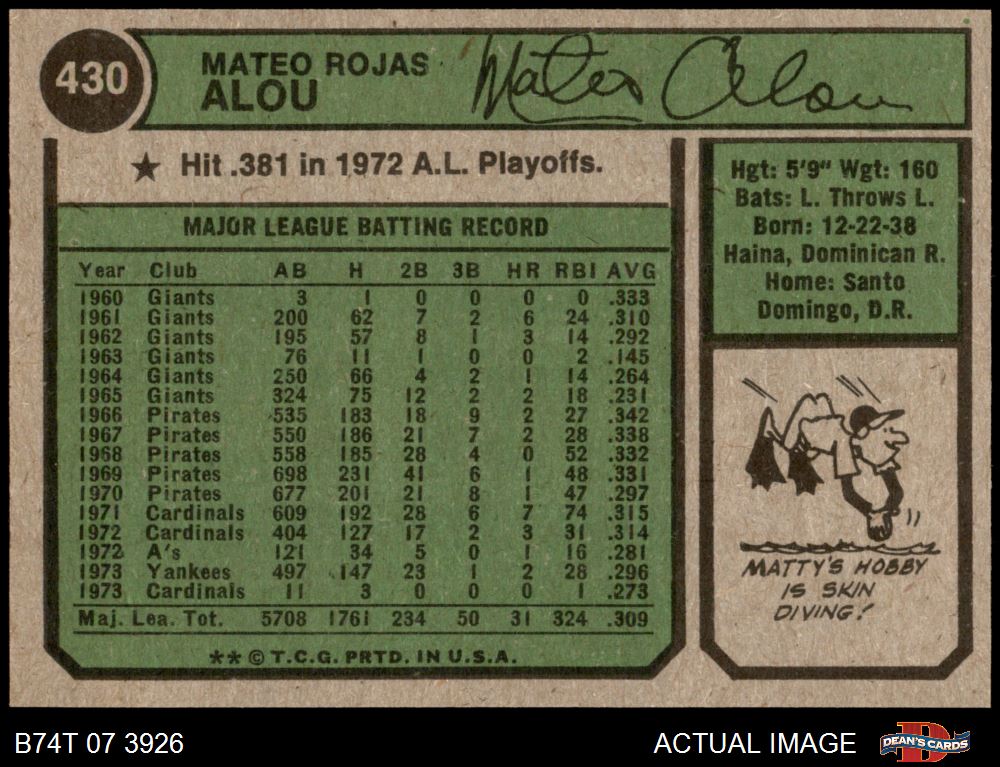 430
MATEO ROJAS
ALOU
Mateo Alou
★ Hit .381 in 1972 A.L. Playoffs.
MAJOR LEAGUE BATTING RECORD
Year Club AB H 2B 3B HR RBI AVG
1960 Giants 3 1 0 0 0 0 .333
1961 Giants 200 62 7 2 6 24 .310
1962 Giants 195 57 8 1 3 14 .292
1963 Giants 76 11 1 0 0 2 .145
1964 Giants 250 66 4 2 1 14 .264
1965 Giants 324 75 12 2 2 18 .231
1966 Pirates 535 183 18 9 2 27 .342
1967 Pirates 550 186 21 7 2 28 .338
1968 Pirates 558 185 28 4 0 52 .332
1969 Pirates 698 231 41 6 1 48 .331
1970 Pirates 677 201 21 8 1 47 .297
1971 Cardinals 609 192 28 6 7 74 .315
1972 Cardinals 404 127 17 2 3 31 .314
1972 A's 121 34 5 0 1 16 .281
1973 Yankees 497 147 23 1 2 28 .296
1973 Cardinals 11 3 0 0 0 1 .273
Maj. Lea. Tot. 5708 1761 234 50 31 324 .309
** © T.C.G. PRTD. IN U.S.A.
Hgt: 5'9" Wgt: 160
Bats: L. Throws L.
Born: 12-22-38
Haina, Dominican R.
Home: Santo
Domingo, D.R.
MATTY'S HOBBY
IS SKIN
DIVING!
B74T 07 3926
ACTUAL IMAGE
DEAN'S CARDS